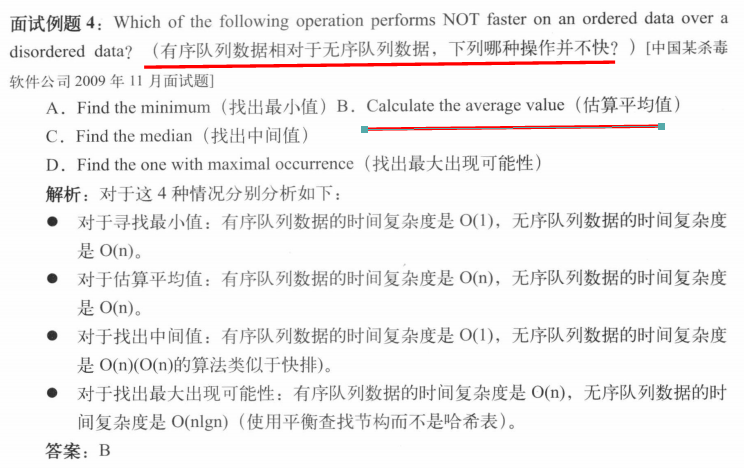 面试例题 4：Which of the following operation performs NOT faster on an ordered data over a
disordered data? （有序队列数据相对于无序队列数据，下列哪种操作并不快？）[中国某杀毒
软件公司 2009 年 11 月面试题]
A．Find the minimum（找出最小值）B．Calculate the average value（估算平均值）
C．Find the median（找出中间值）
D．Find the one with maximal occurrence（找出最大出现可能性）
解析：对于这 4 种情况分别分析如下：
● 对于寻找最小值：有序队列数据的时间复杂度是 O(1)，无序队列数据的时间复杂度
是 O(n)。
● 对于估算平均值：有序队列数据的时间复杂度是 O(n)，无序队列数据的时间复杂度
是 O(n)。
● 对于找出中间值：有序队列数据的时间复杂度是 O(1)，无序队列数据的时间复杂度
是 O(n)(O(n)的算法类似于快排)。
● 对于找出最大出现可能性：有序队列数据的时间复杂度是 O(n)，无序队列数据的时
间复杂度是 O(nlgn)（使用平衡查找节构而不是哈希表）。
答案：B